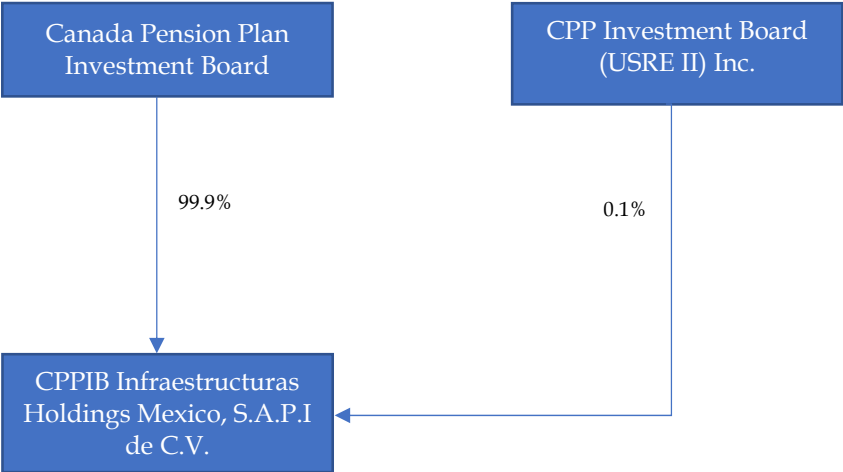 Canada Pension Plan
Investment Board
CPP Investment Board
(USRE II) Inc.
99.9%
0.1%
CPPIB Infraestructuras
Holdings Mexico, S.A.P.I
de C.V.